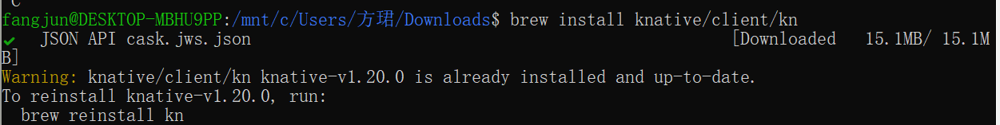 C
fangjun@DESKTOP-MBHU9PP:/mnt/c/Users/方珺/Downloads$ brew install knative/client/kn
✔ JSON API cask.jws.json [Downloaded 15.1MB/ 15.1M
B]
Warning: knative/client/kn knative-v1.20.0 is already installed and up-to-date.
To reinstall knative-v1.20.0, run:
brew reinstall kn